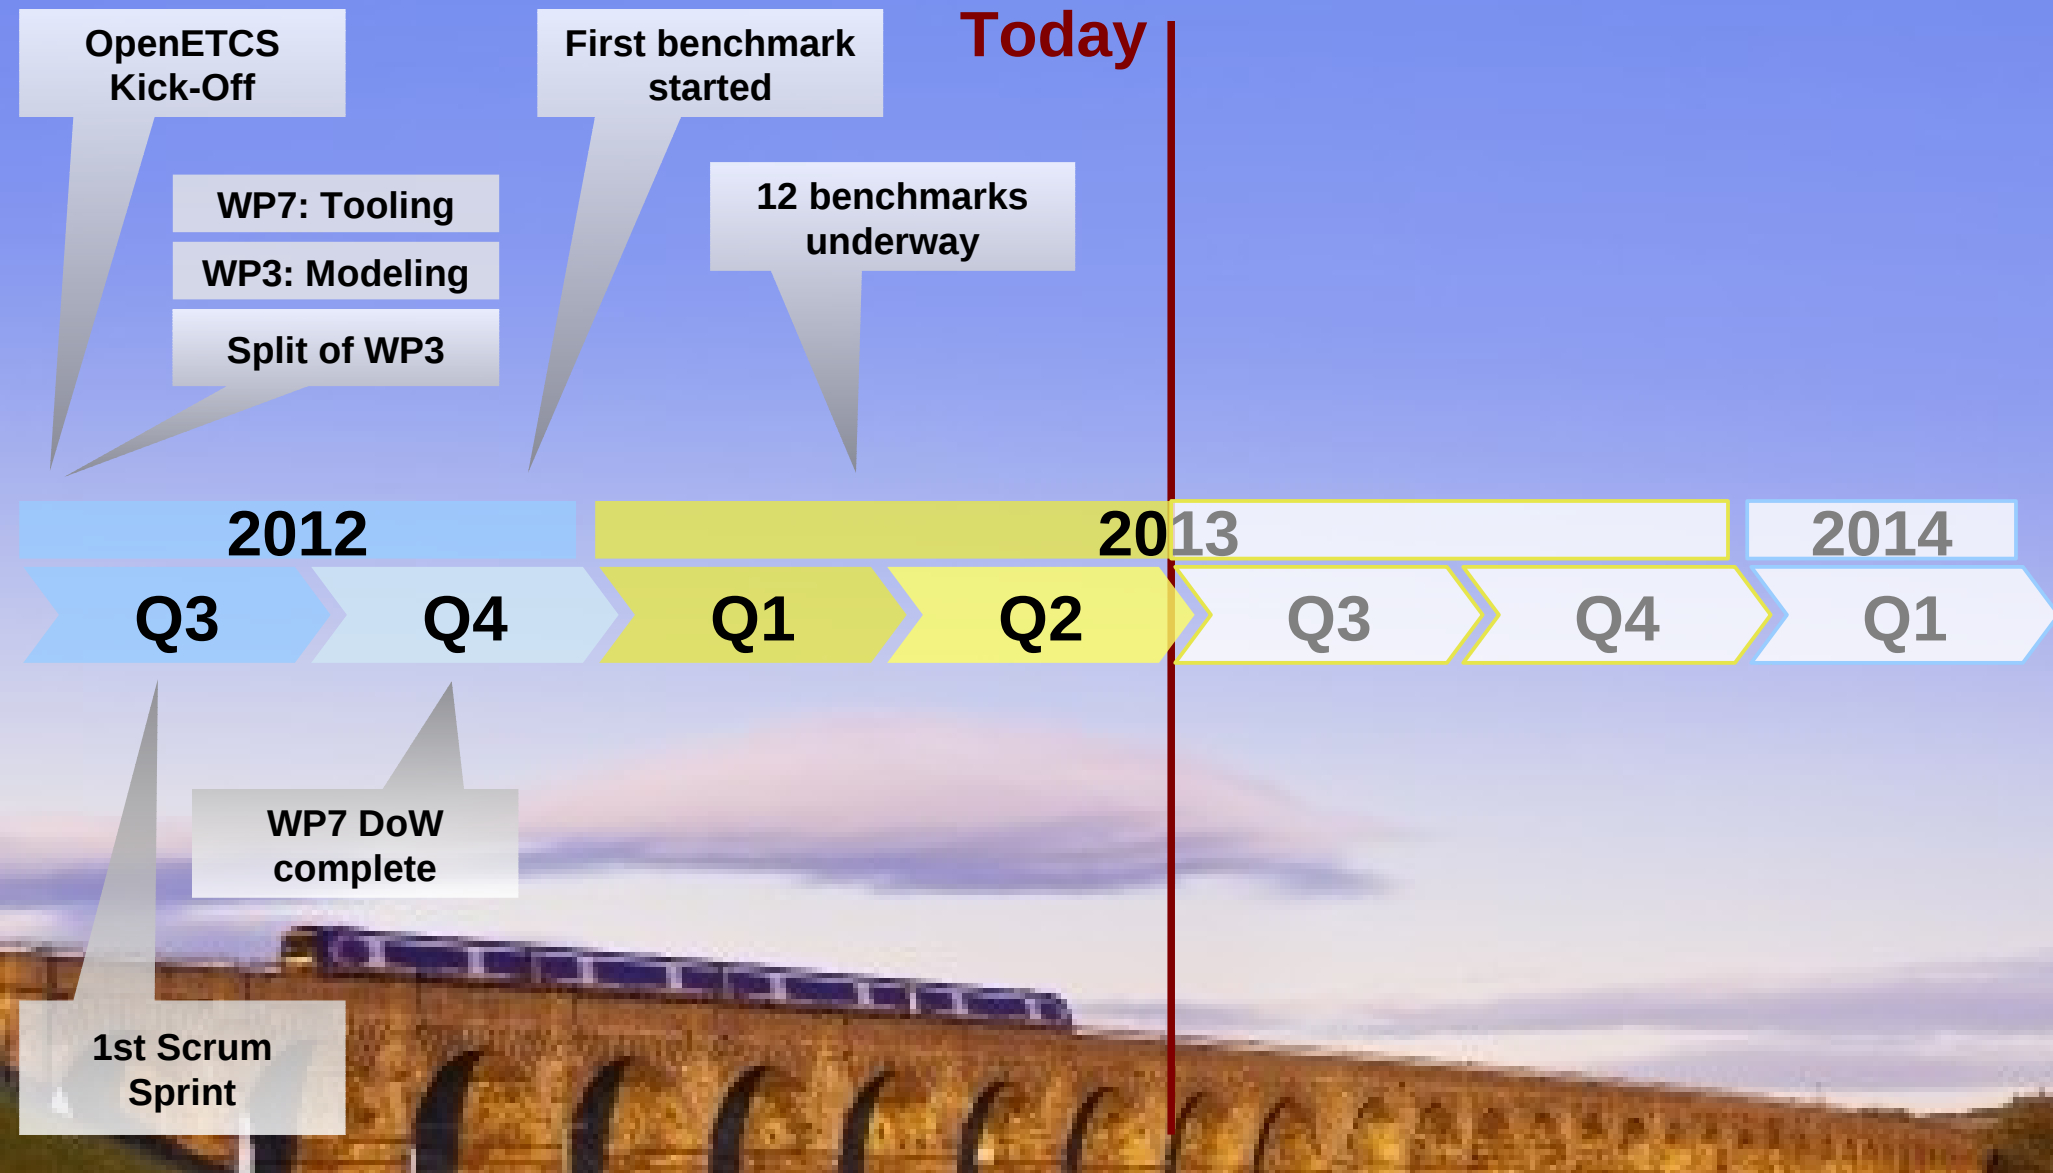 OpenETCS
Kick-Off
First benchmark
started
Today
WP7: Tooling
WP3: Modeling
Split of WP3
12 benchmarks
underway
2012
2013
2014
Q3
Q4
Q1
Q2
Q3
Q4
Q1
WP7 DoW
complete
1st Scrum
Sprint